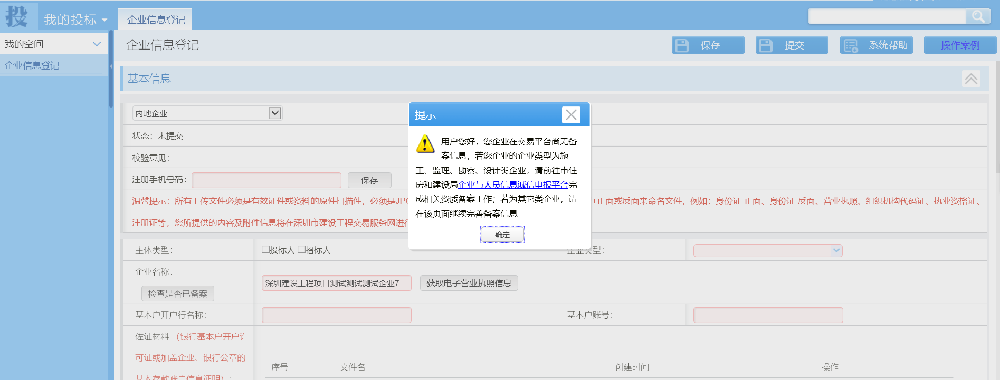 投
我的投标
企业信息登记
我的空间
企业信息登记
企业信息登记
保存
提交
系统帮助
操作案例
基本信息
内地企业
状态：未提交
校验意见：
注册手机号码：
保存
温馨提示：所有上传文件必须是有效证件或资料的原件扫描件，必须是JPG
+正面或反面来命名文件，例如：身份证-正面、身份证-反面、营业执照、组织机构代码证、执业资格证、
注册证等，您所提供的内容及附件信息将在深圳市建设工程交易服务网进行
提示
用户您好，您企业在交易平台尚无备
案信息，若您企业的企业类型为施
工、监理、勘察、设计类企业，请前往市住
房和建设局企业与人员信息诚信申报平台完
成相关资质备案工作；若为其它类企业，请
在该页面继续完善备案信息
确定
主体类型：
投标人 招标人
企业类型：
企业名称：
检查是否已备案
深圳建设工程项目测试测试测试企业7
获取电子营业执照信息
基本户开户行名称：
基本户账号：
佐证材料（银行基本户开户许
可证或加盖企业、银行公章的
基本存款账户信息证明）：
序号
文件名
创建时间
操作